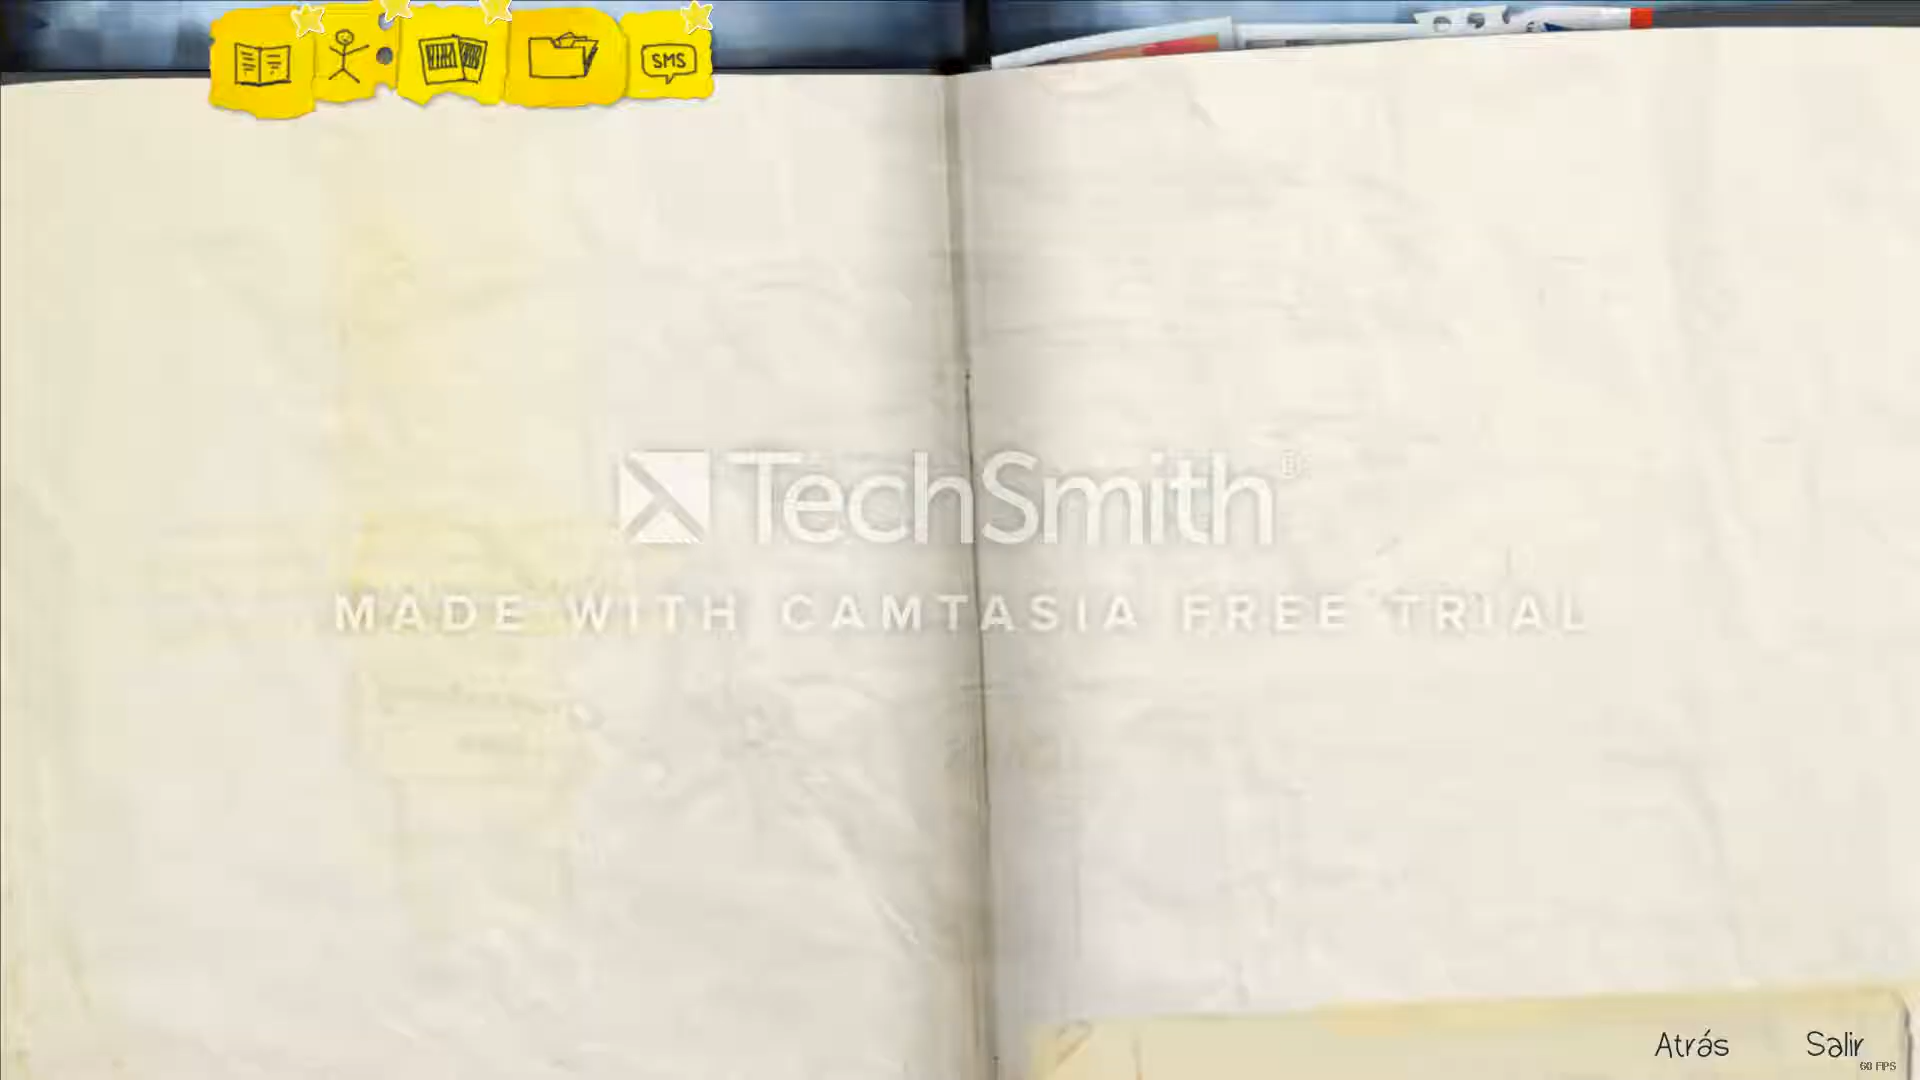 SMS
TechSmith®
MADE WITH CAMTASIA FREE TRIAL
Atrás Salir
60 FPS